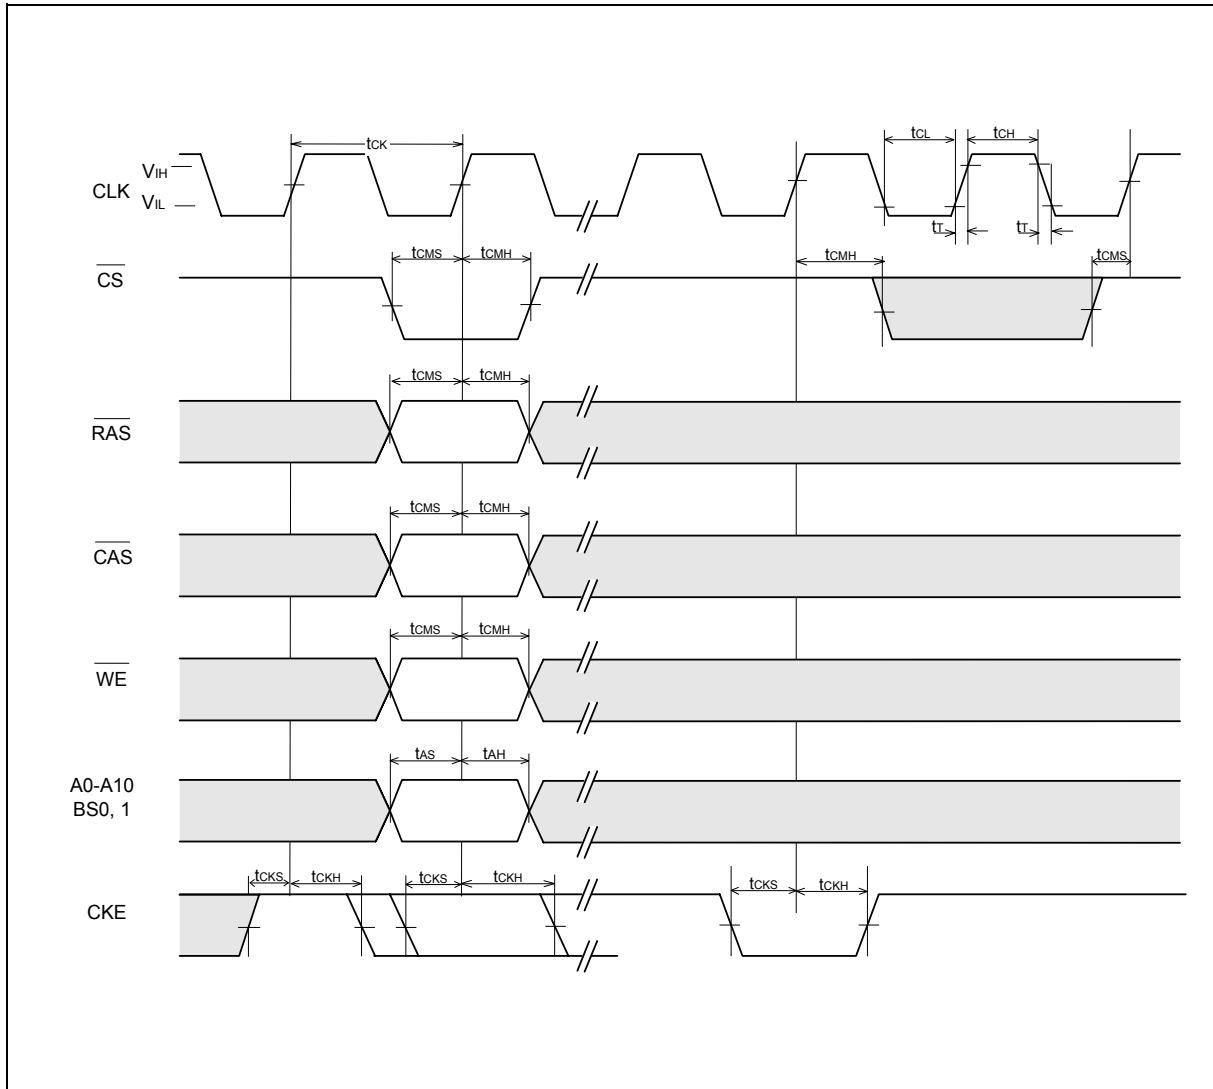 tCK
tCL
tCH
VIH
CLK
VIL
tT
tT
tCMS
tCMH
tCMH
tCMS
CS
tCMS
tCMH
RAS
tCMS
tCMH
CAS
tCMS
tCMH
WE
tAS
tAH
A0-A10
BS0, 1
tCKS
tCKH
tCKS
tCKH
tCKS
tCKH
CKE